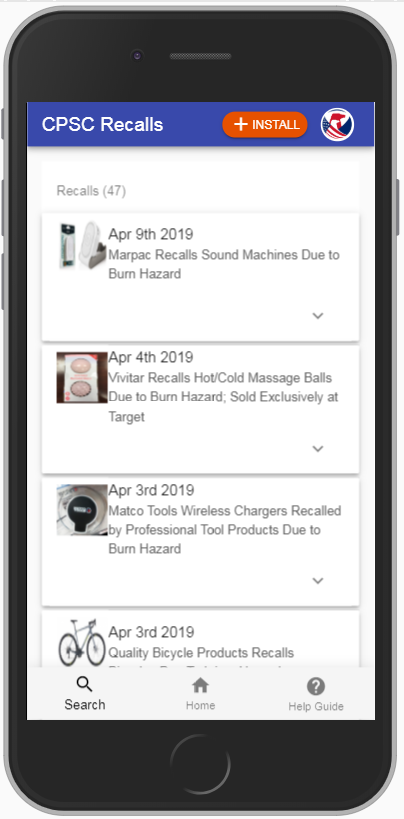 CPSC Recalls
INSTALL
Recalls (47)
Apr 9th 2019
Marpac Recalls Sound Machines Due to
Burn Hazard
Apr 4th 2019
Vivitar Recalls Hot/Cold Massage Balls
Due to Burn Hazard; Sold Exclusively at
Target
Apr 3rd 2019
Matco Tools Wireless Chargers Recalled
by Professional Tool Products Due to
Burn Hazard
Apr 3rd 2019
Quality Bicycle Products Recalls
Search
Home
Help Guide